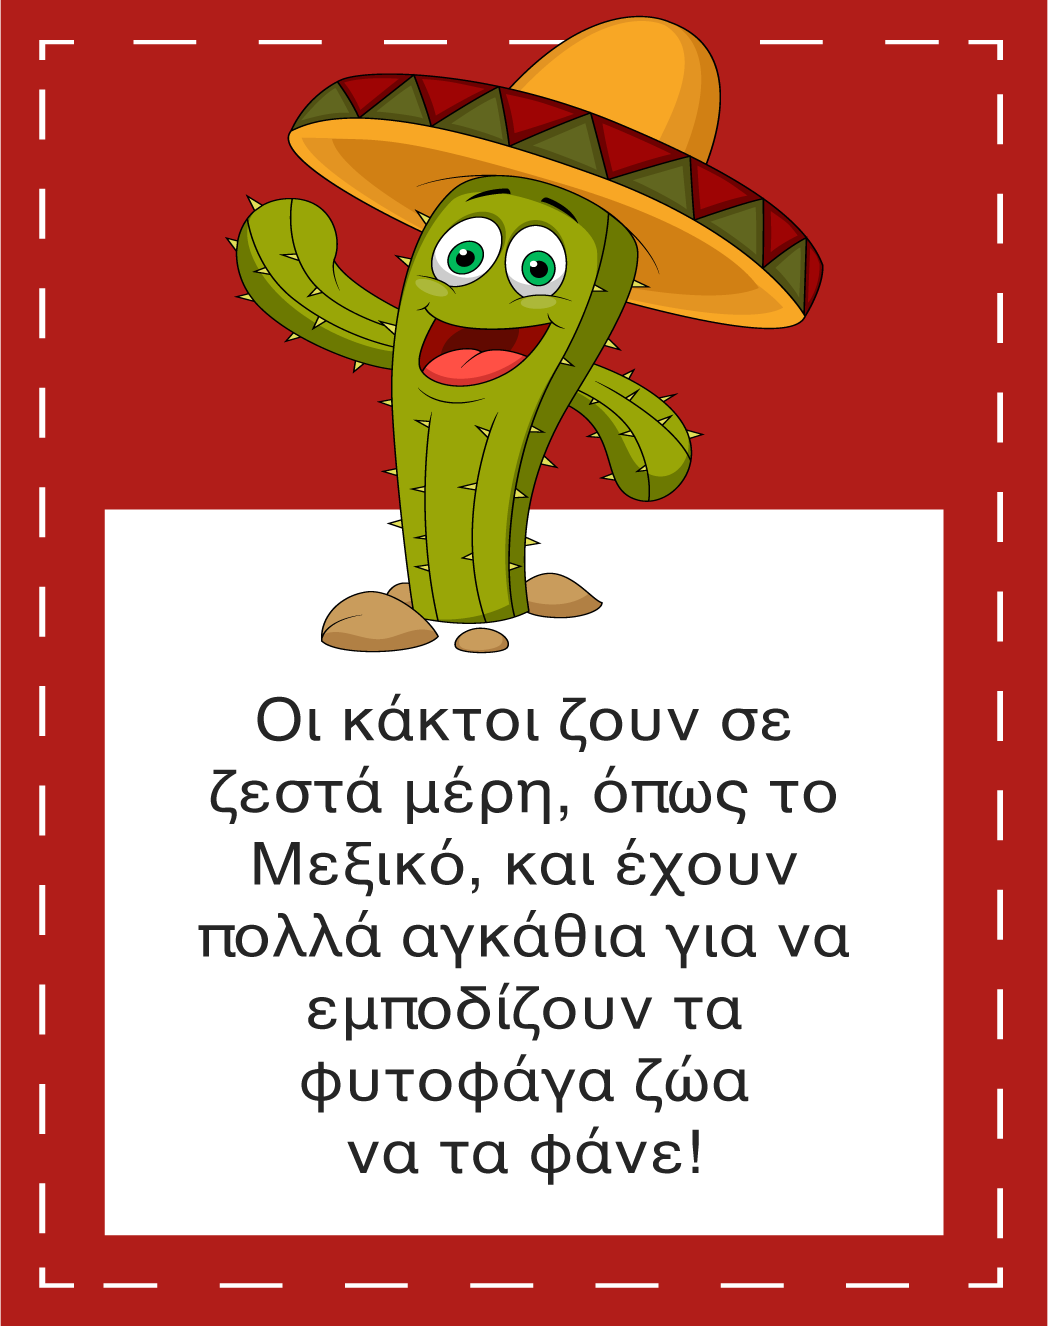 Οι κάκτοι ζουν σε
ζεστά μέρη, όπως το
Μεξικό, και έχουν
πολλά αγκάθια για να
εμποδίζουν τα
φυτοφάγα ζώα
να τα φάνε!